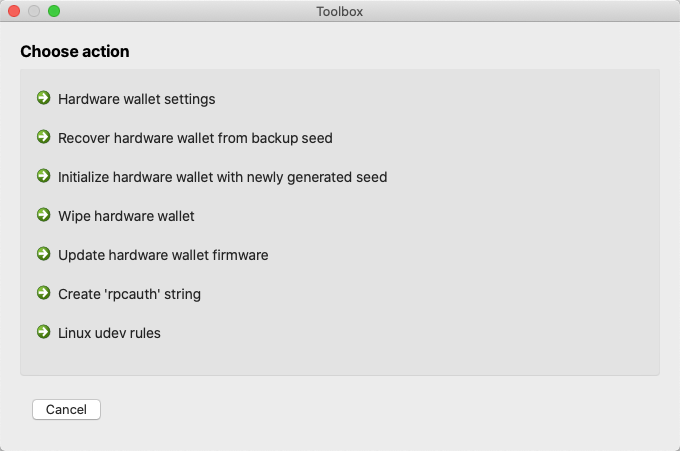 Toolbox
Choose action
Hardware wallet settings
Recover hardware wallet from backup seed
Initialize hardware wallet with newly generated seed
Wipe hardware wallet
Update hardware wallet firmware
Create 'rpcauth' string
Linux udev rules
Cancel